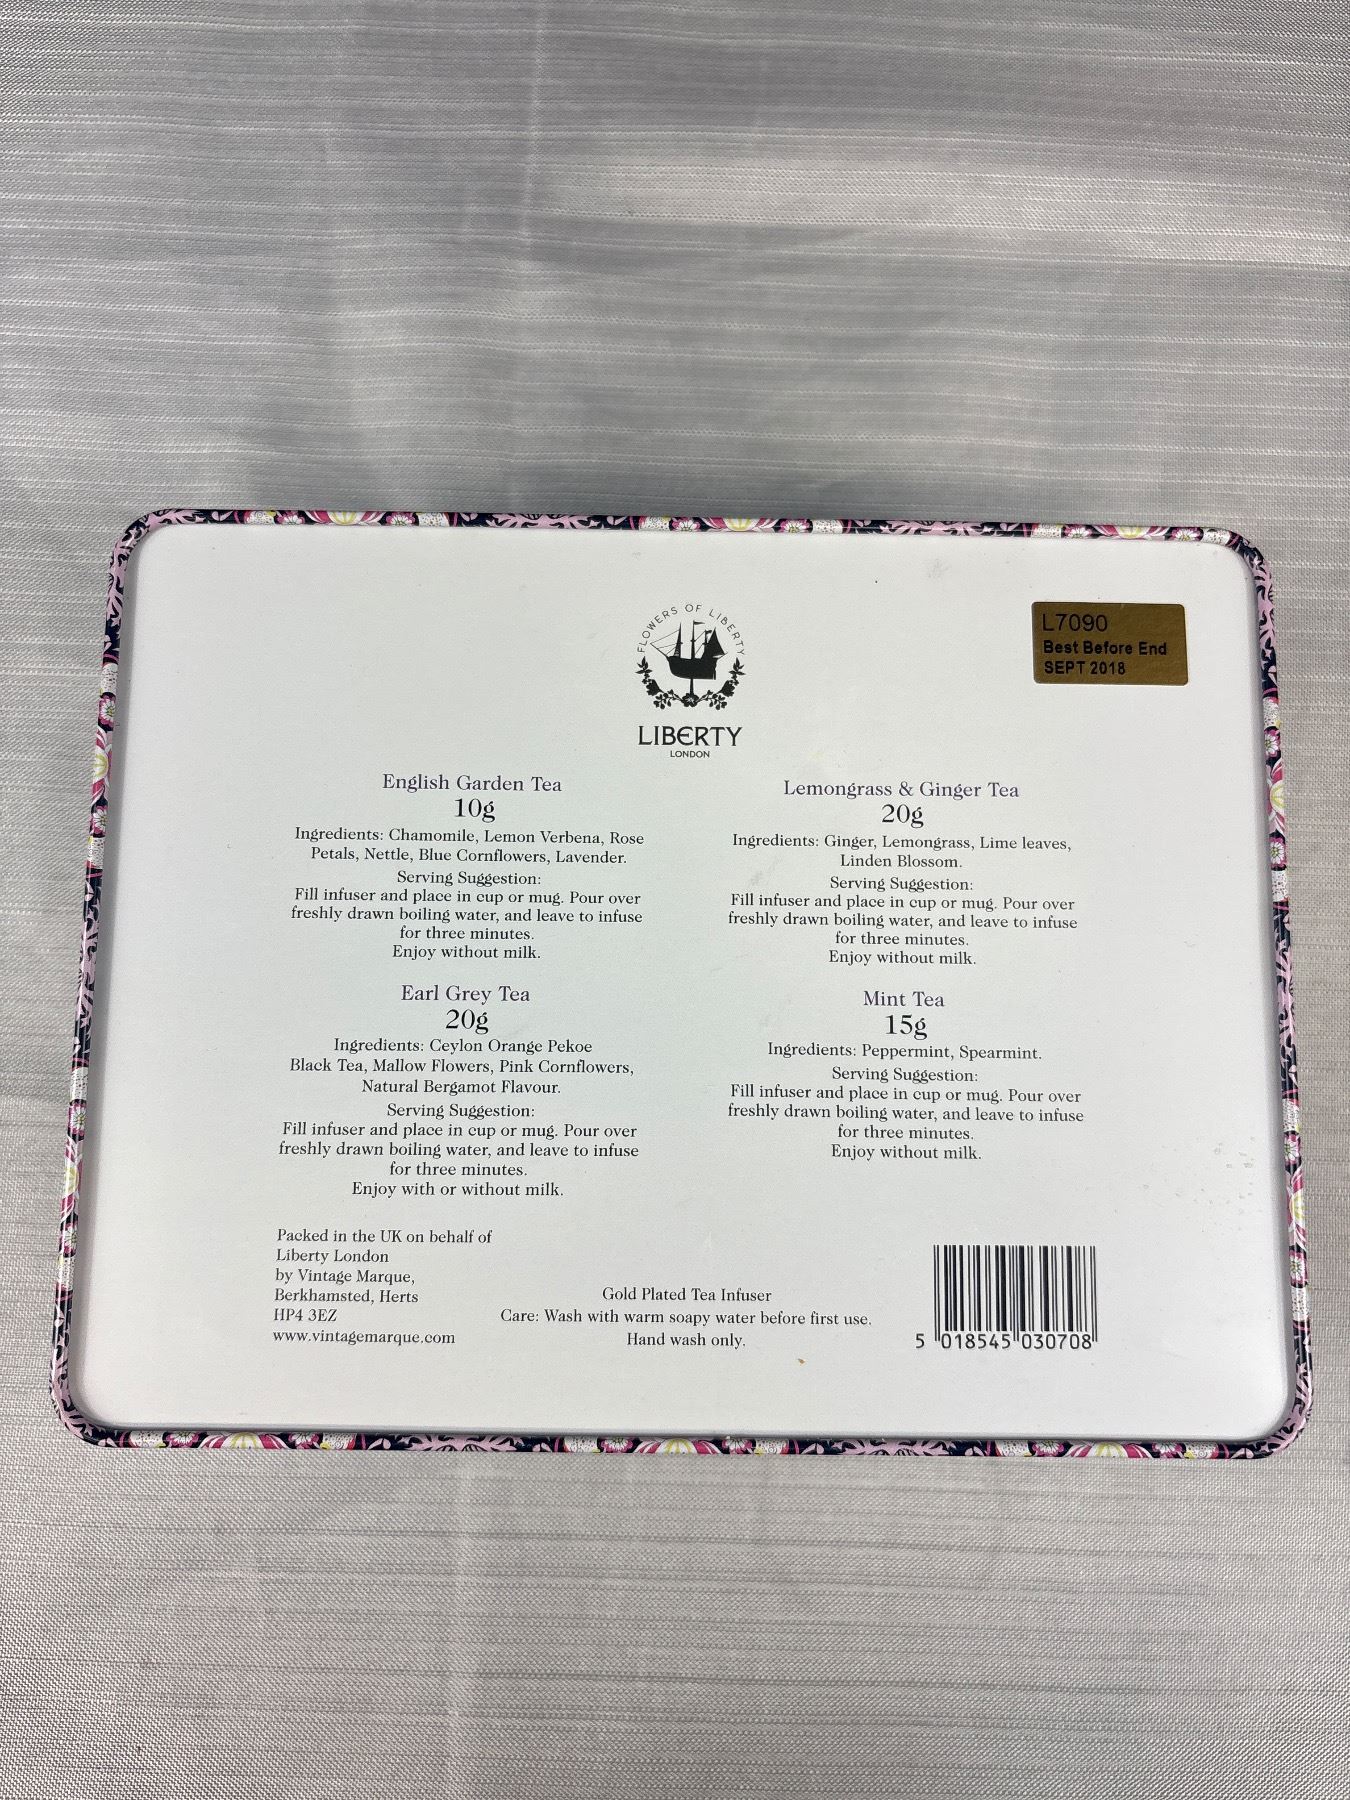 FLOWERS OF LIBERTY
LIBERTY
LONDON
L7090
Best Before End
SEPT 2018
English Garden Tea
10g
Ingredients: Chamomile, Lemon Verbena, Rose
Petals, Nettle, Blue Cornflowers, Lavender.
Serving Suggestion:
Fill infuser and place in cup or mug. Pour over
freshly drawn boiling water, and leave to infuse
for three minutes.
Enjoy without milk.
Lemongrass & Ginger Tea
20g
Ingredients: Ginger, Lemongrass, Lime leaves,
Linden Blossom.
Serving Suggestion:
Fill infuser and place in cup or mug. Pour over
freshly drawn boiling water, and leave to infuse
for three minutes.
Enjoy without milk.
Earl Grey Tea
20g
Ingredients: Ceylon Orange Pekoe
Black Tea, Mallow Flowers, Pink Cornflowers,
Natural Bergamot Flavour.
Serving Suggestion:
Fill infuser and place in cup or mug. Pour over
freshly drawn boiling water, and leave to infuse
for three minutes.
Enjoy with or without milk.
Mint Tea
15g
Ingredients: Peppermint, Spearmint.
Serving Suggestion:
Fill infuser and place in cup or mug. Pour over
freshly drawn boiling water, and leave to infuse
for three minutes.
Enjoy without milk.
Packed in the UK on behalf of
Liberty London
by Vintage Marque,
Berkhamsted, Herts
HP4 3EZ
www.vintagemarque.com
Gold Plated Tea Infuser
Care: Wash with warm soapy water before first use.
Hand wash only.
5 018545 030708